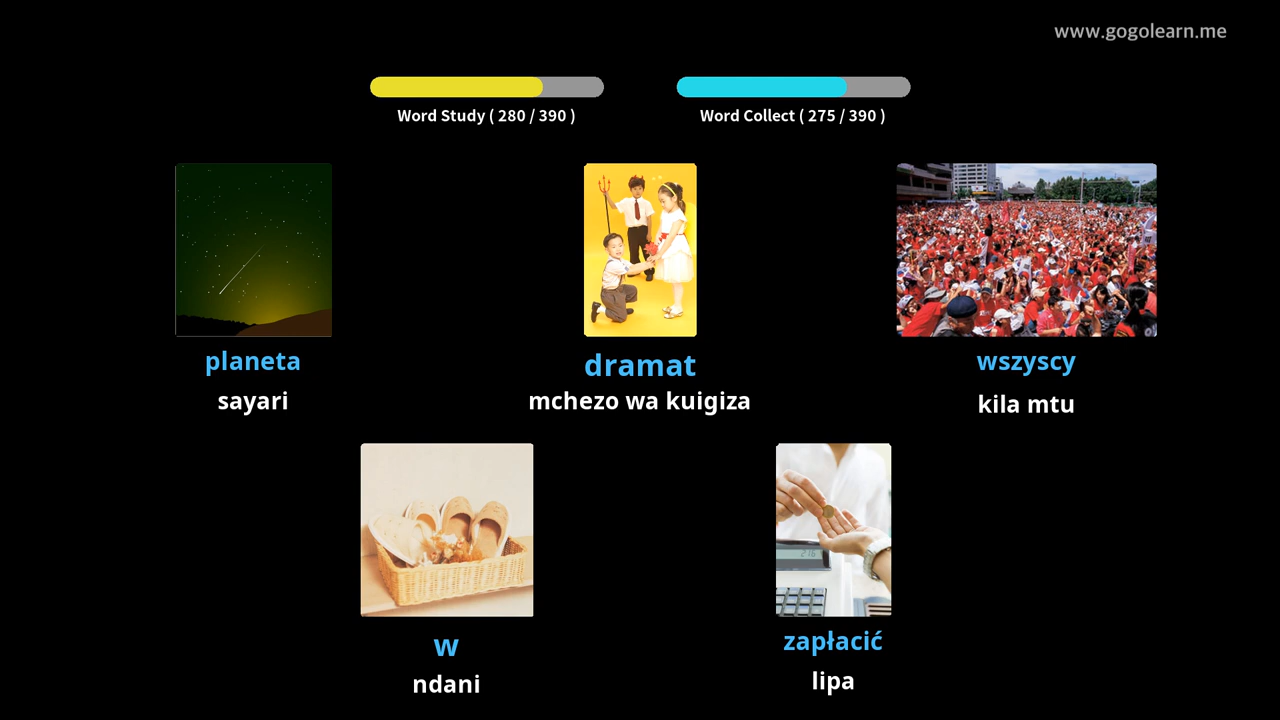 www.gogolearn.me
Word Study ( 280 / 390 )
Word Collect ( 275 / 390 )
planeta
sayari
dramat
mchezo wa kuigiza
wszyscy
kila mtu
w
ndani
zapłacić
lipa